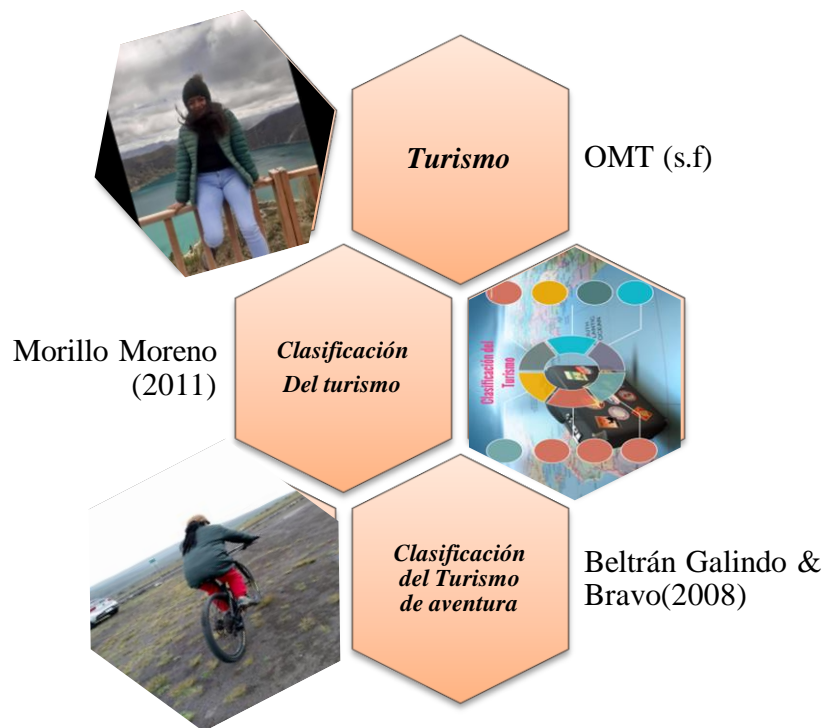 Turismo
OMT (s.f)
Morillo Moreno
(2011)
Clasificación
Del turismo
Clasificación del
Turismo
Clasificación
del Turismo
de aventura
Beltrán Galindo &
Bravo(2008)